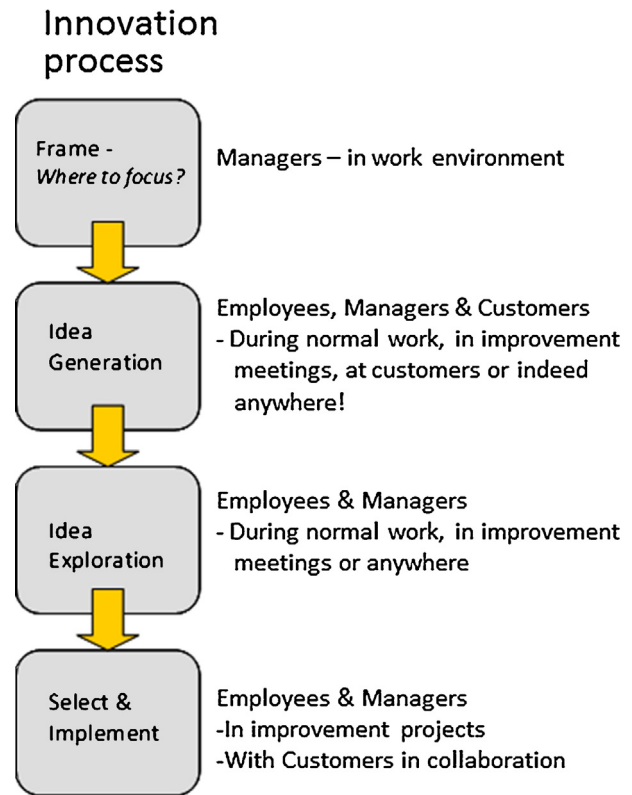 Innovation
process
Frame -
Where to focus?
Managers – in work environment
Idea
Generation
Employees, Managers & Customers
- During normal work, in improvement
meetings, at customers or indeed
anywhere!
Idea
Exploration
Employees & Managers
- During normal work, in improvement
meetings or anywhere
Select &
Implement
Employees & Managers
-In improvement projects
-With Customers in collaboration